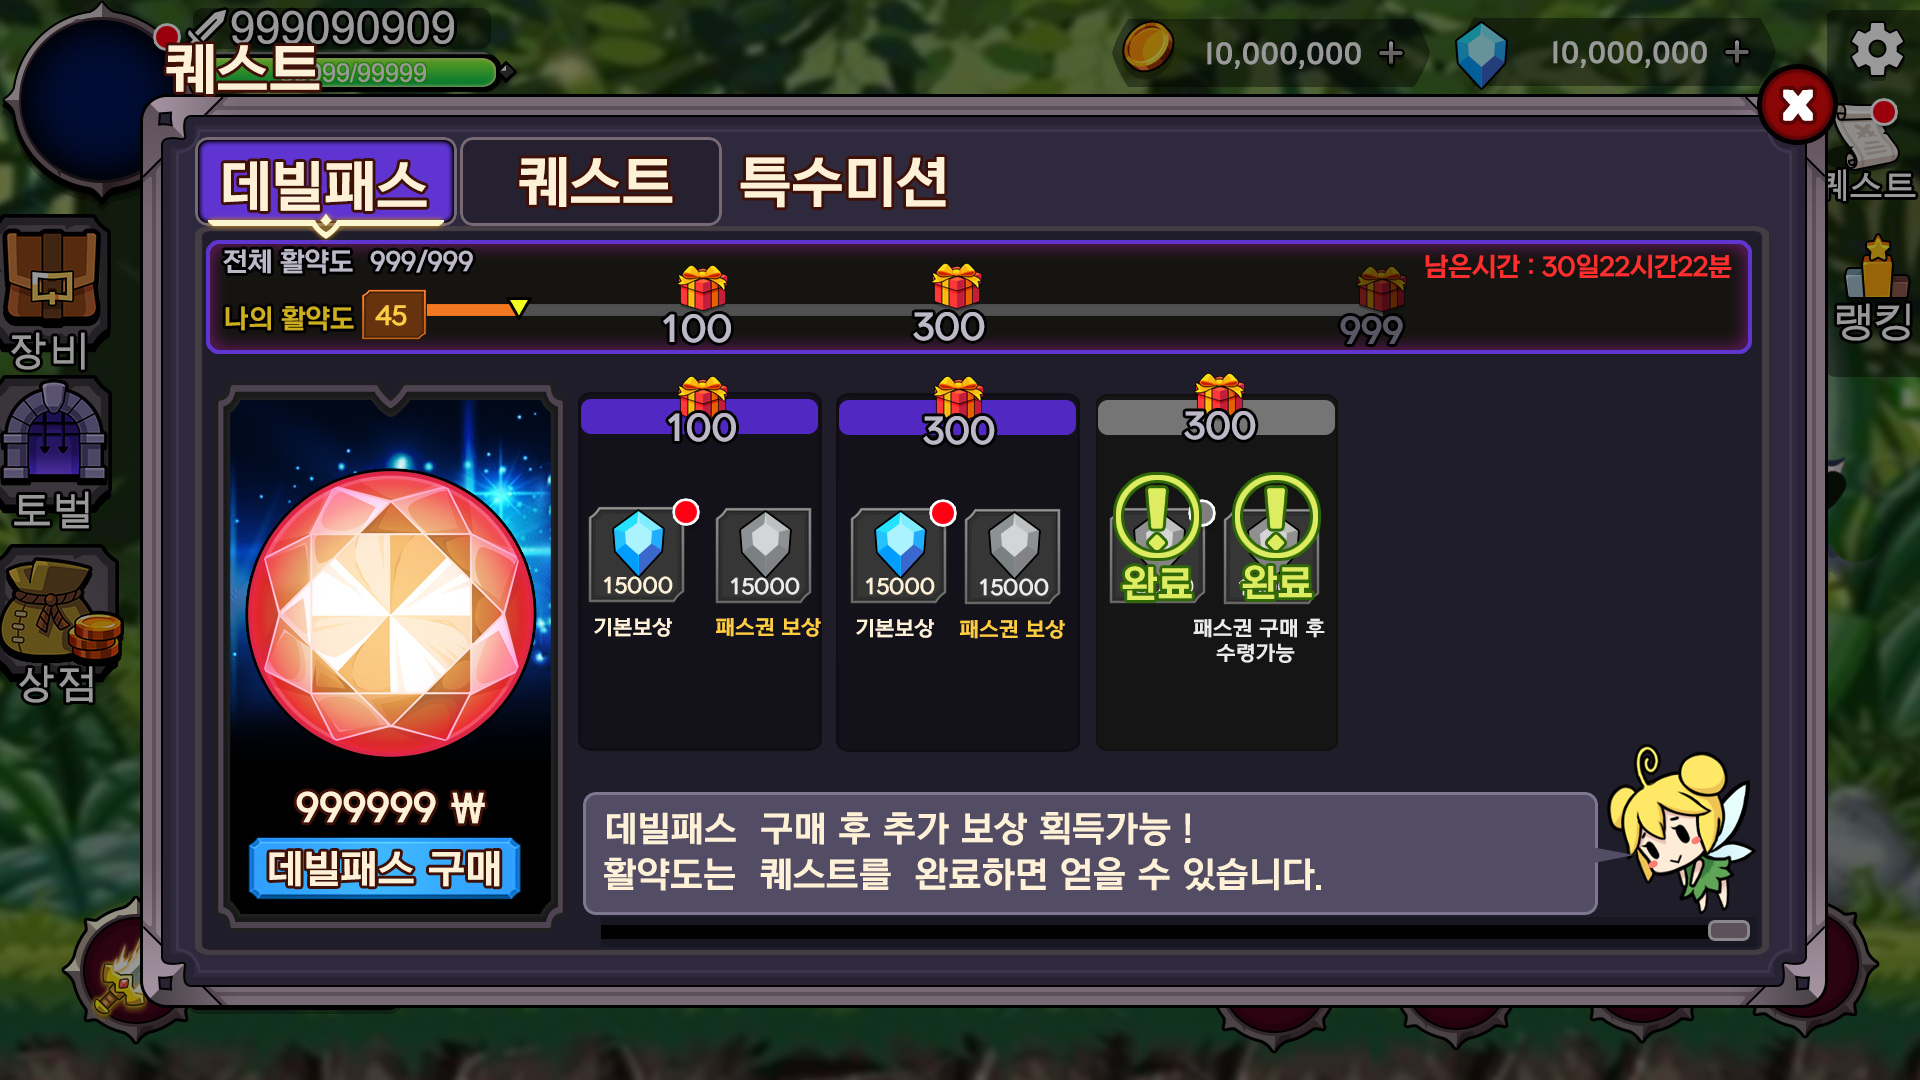 999090909
10,000,000 +
10,000,000 +
99/99999
퀘스트
데빌패스
퀘스트
특수미션
퀘스트
전체 활약도 999/999
남은시간 : 30일22시간22분
나의 활약도 45
100
300
999
장비
랭킹
100
300
300
토벌
15000
15000
15000
15000
완료
완료
기본보상
패스권 보상
기본보상
패스권 보상
패스권 구매 후
수령가능
상점
999999 ₩
데빌패스 구매
데빌패스 구매 후 추가 보상 획득가능 !
활약도는 퀘스트를 완료하면 얻을 수 있습니다.